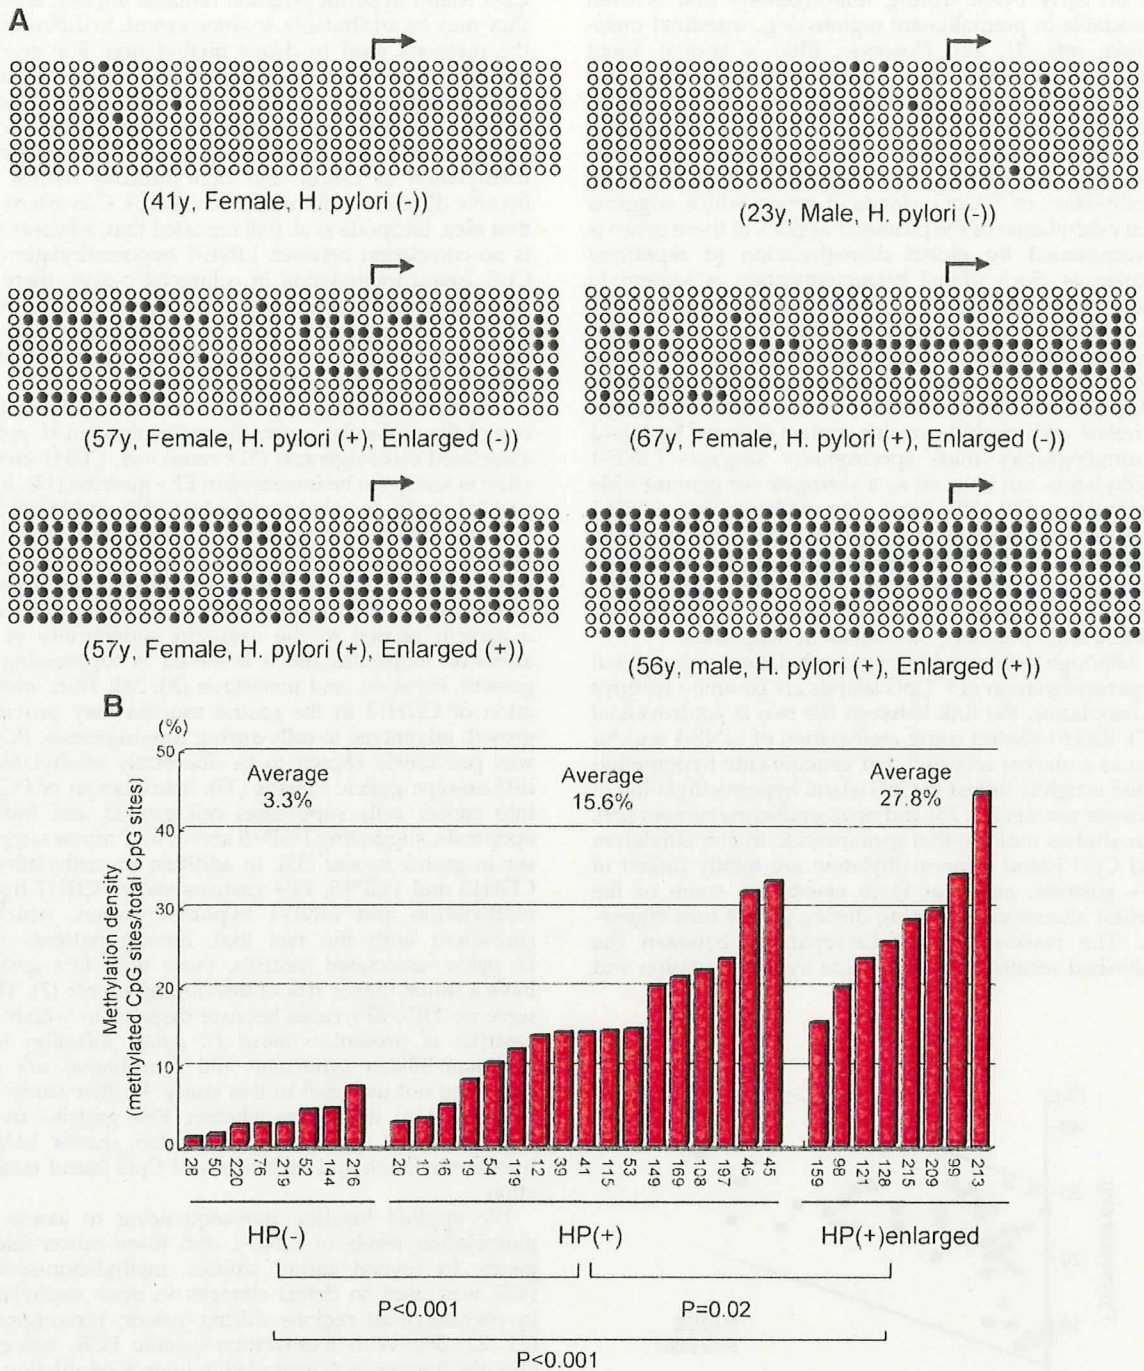 A
(41y, Female, H. pylori (-))
(23y, Male, H. pylori (-))
(57y, Female, H. pylori (+), Enlarged (-))
(67y, Female, H. pylori (+), Enlarged (-))
(57y, Female, H. pylori (+), Enlarged (+))
(56y, male, H. pylori (+), Enlarged (+))
B
(%)
Methylation density
(methylated CpG sites/total CpG sites)
50
40
30
20
10
0
Average
3.3%
Average
15.6%
Average
27.8%
28 50 220 76 219 52 144 216
20 10 16 19 54 119 12 39 41 115 53 149 169 198 197 46 45
199 98 121 128 215 209 99 213
HP(-)
HP(+)
HP(+)enlarged
P<0.001
P=0.02
P<0.001